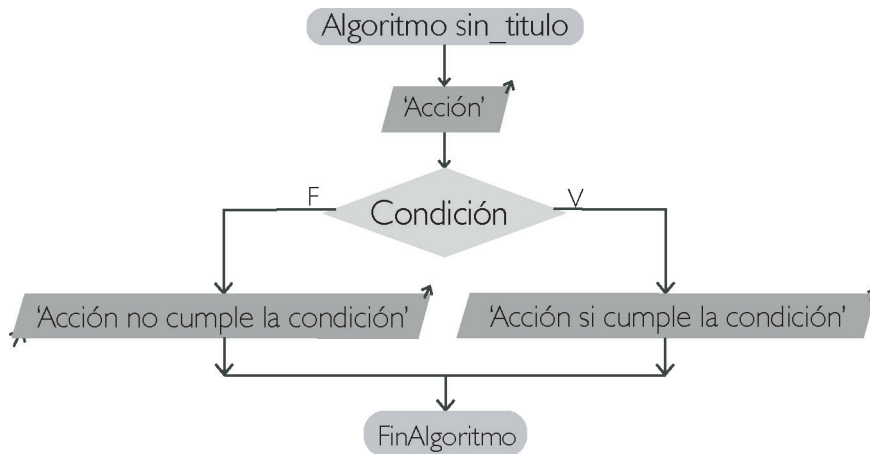 Algoritmo sin_titulo
'Acción'
F
V
Condición
'Acción no cumple la condición'
'Acción si cumple la condición'
FinAlgoritmo